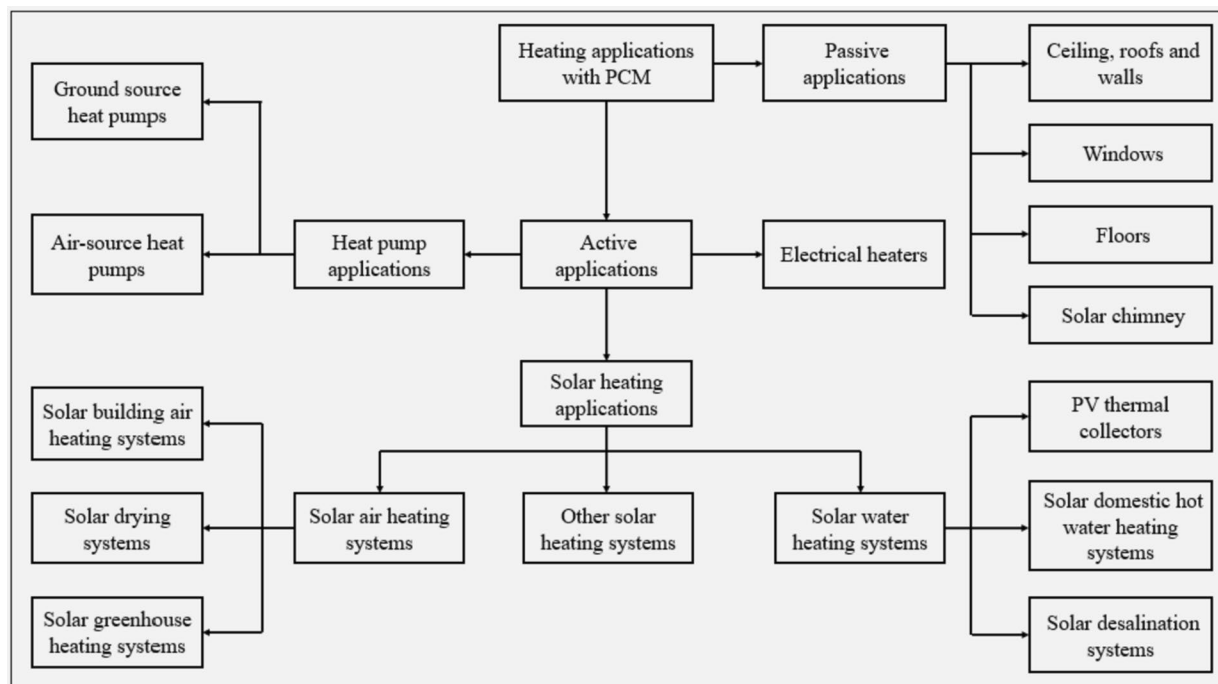 Heating applications
with PCM
Passive
applications
Ceiling, roofs and
walls
Ground source
heat pumps
Windows
Air-source heat
pumps
Heat pump
applications
Active
applications
Electrical heaters
Floors
Solar chimney
Solar heating
applications
Solar building air
heating systems
PV thermal
collectors
Solar drying
systems
Solar air heating
systems
Other solar
heating systems
Solar water
heating systems
Solar domestic hot
water heating
systems
Solar greenhouse
heating systems
Solar desalination
systems